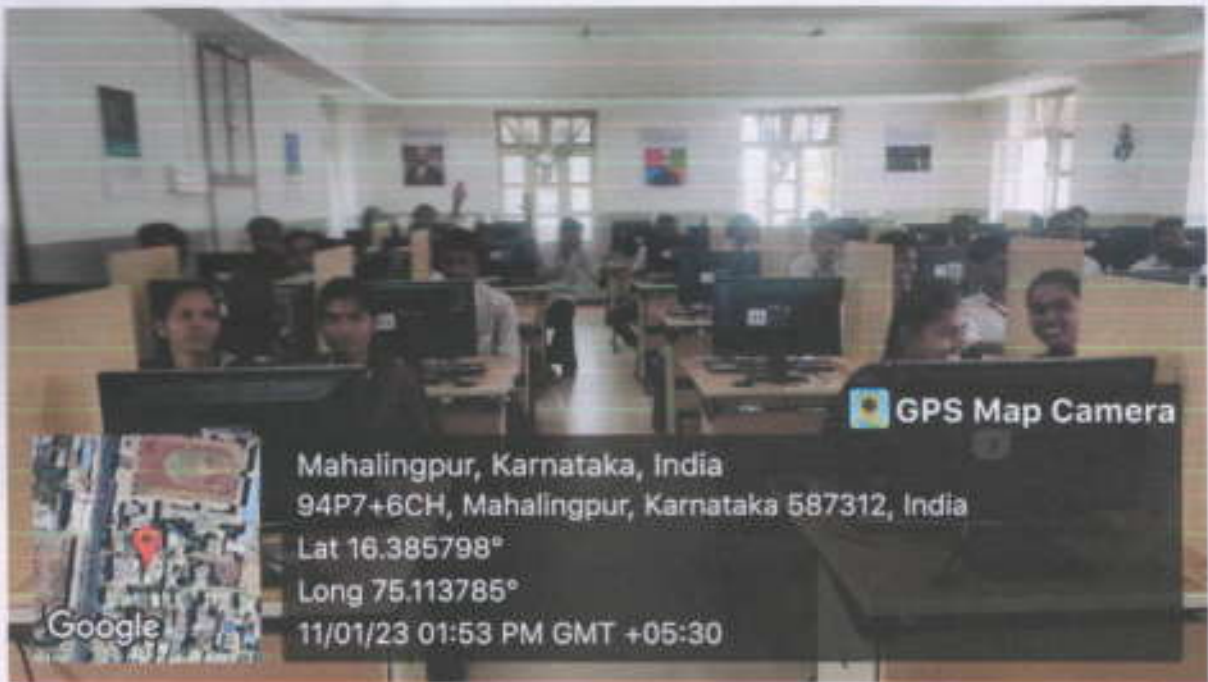 GPS Map Camera
Mahalingpur, Karnataka, India
94P7+6CH, Mahalingpur, Karnataka 587312, India
Lat 16.385798°
Long 75.113785°
11/01/23 01:53 PM GMT +05:30
Google